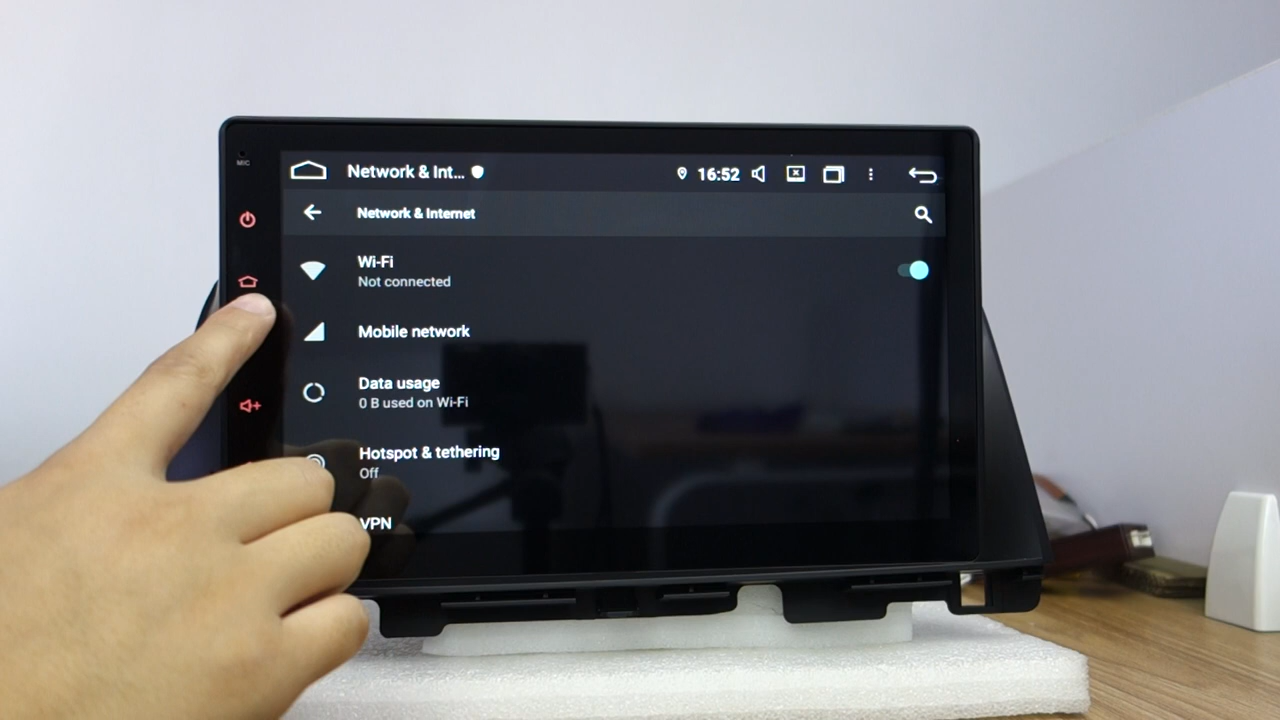 MIC
Network & Int... 16:52
Network & Internet
Wi-Fi
Not connected
Mobile network
Data usage
0 B used on Wi-Fi
Hotspot & tethering
Off
VPN